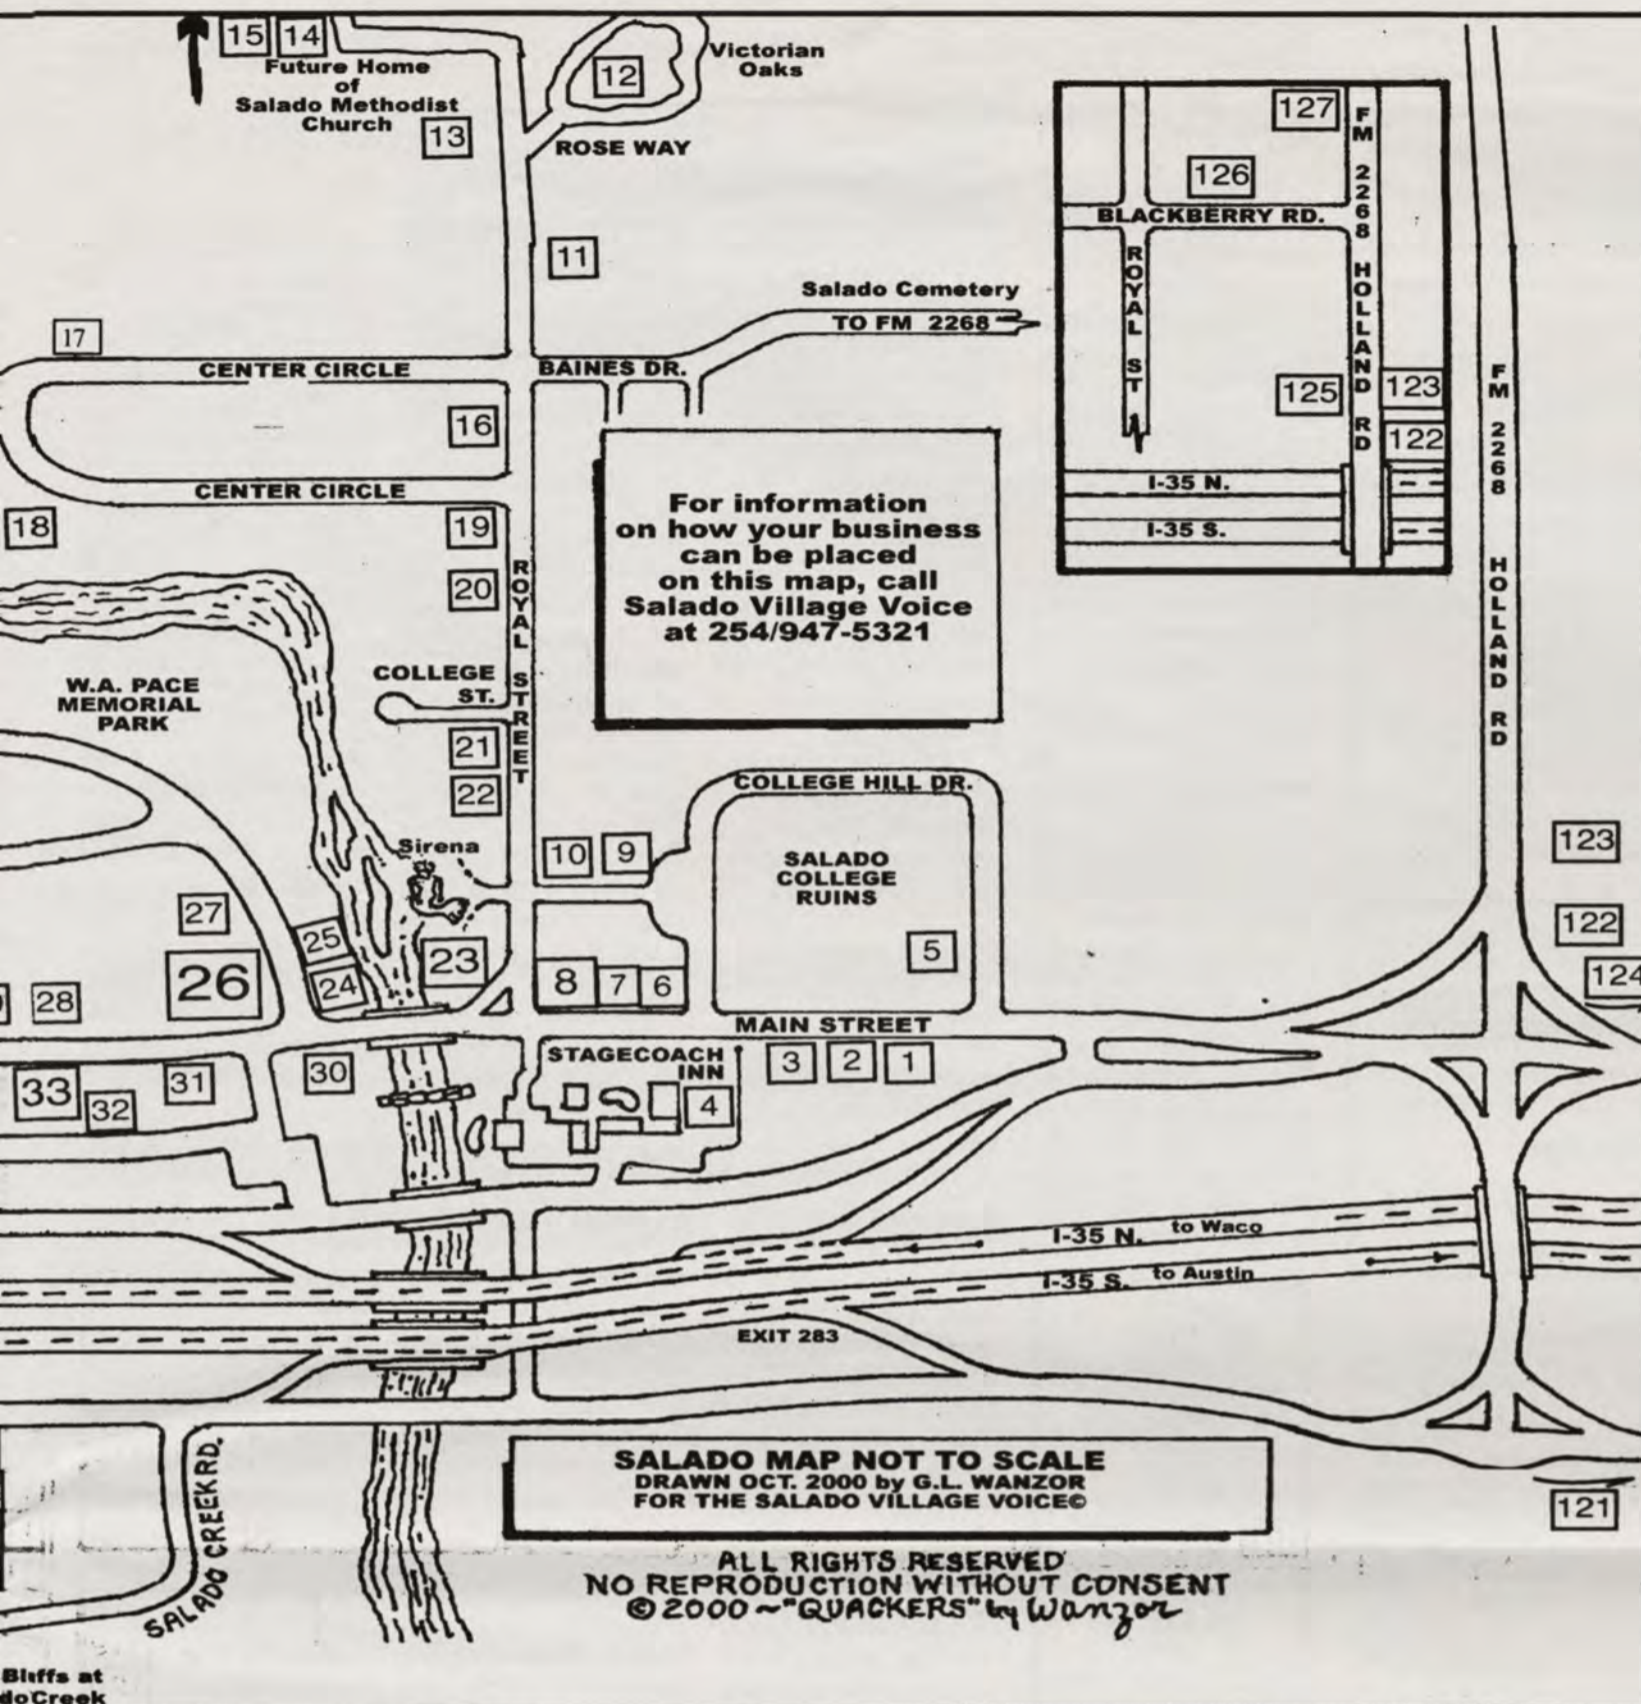 15 14
Future Home
of
Salado Methodist
Church
13
12
Victorian
Oaks
ROSE WAY
11
Salado Cemetery
TO FM 2268
17
CENTER CIRCLE
BAINES DR.
16
CENTER CIRCLE
18
19
20
ROYAL STREET
For information
on how your business
can be placed
on this map, call
Salado Village Voice
at 254/947-5321
127
126
BLACKBERRY RD.
ROYAL ST
FM 2268 HOLLAND RD
125
123
122
I-35 N.
I-35 S.
FM 2268 HOLLAND RD
W.A. PACE
MEMORIAL
PARK
COLLEGE
ST.
21
22
Sirena
10
9
COLLEGE HILL DR.
SALADO
COLLEGE
RUINS
5
123
122
124
27
26
28
25
24
23
8
7
6
MAIN STREET
STAGECOACH
INN
3
2
1
4
33
32
31
30
I-35 N. to Waco
I-35 S. to Austin
EXIT 283
SALADO CREEK RD.
SALADO MAP NOT TO SCALE
DRAWN OCT. 2000 by G.L. WANZOR
FOR THE SALADO VILLAGE VOICE©
121
ALL RIGHTS RESERVED
NO REPRODUCTION WITHOUT CONSENT
©2000~"QUACKERS" by Wanzor
Bluffs at
do Creek